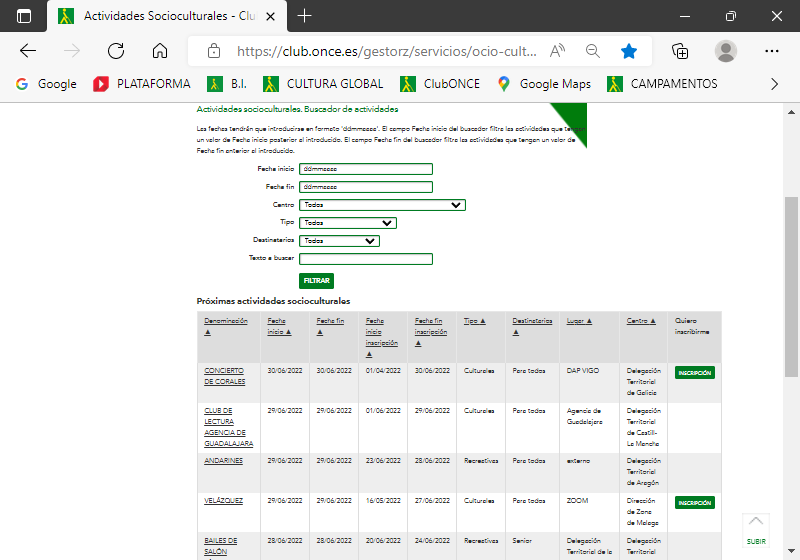 Actividades Socioculturales - Clu
https://club.once.es/gestorz/servicios/ocio-cult...
Google PLATAFORMA B.I. CULTURA GLOBAL ClubONCE Google Maps CAMPAMENTOS
Actividades socioculturales. Buscador de actividades
Las fechas tendrán que introducirse en formato 'ddmmaaaa'. El campo Fecha inicio del buscador filtra las actividades que tengan
un valor de Fecha inicio posterior al introducido. El campo Fecha fin del buscador filtra las actividades que tengan un valor de
Fecha fin anterior al introducido.
Fecha inicio ddmmaaaa
Fecha fin ddmmaaaa
Centro Todos
Tipo Todos
Destinatarios Todos
Texto a buscar
FILTRAR
Próximas actividades socioculturales
Denominación ▲ Fecha inicio ▲ Fecha fin ▲ Fecha inicio inscripción ▲ Fecha fin inscripción ▲ Tipo ▲ Destinatarios ▲ Lugar ▲ Centro ▲ Quiero inscribirme
CONCIERTO DE CORALES 30/06/2022 30/06/2022 01/04/2022 30/06/2022 Culturales Para todos DAP VIGO Delegación Territorial de Galicia INSCRIPCIÓN
CLUB DE LECTURA AGENCIA DE GUADALAJARA 29/06/2022 29/06/2022 01/06/2022 29/06/2022 Culturales Para todos Agencia de Guadalajara Delegación Territorial de Castill- La Mancha
ANDARINES 29/06/2022 29/06/2022 23/06/2022 28/06/2022 Recreativas Para todos externo Delegación Territorial de Aragón
VELÁZQUEZ 29/06/2022 29/06/2022 16/05/2022 27/06/2022 Culturales Para todos ZOOM Dirección de Zona de Malaga INSCRIPCIÓN
BAILES DE SALÓN 28/06/2022 28/06/2022 20/06/2022 24/06/2022 Recreativas Senior Delegación Territorial de la Delegación Territorial
SUBIR